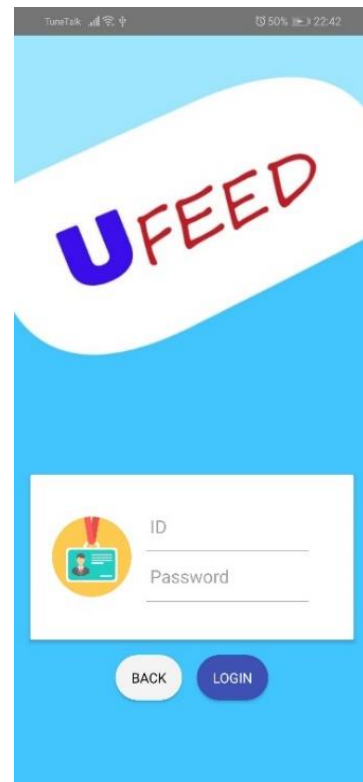 TuneTalk 50% 22:42
UFEED
ID
Password
BACK LOGIN